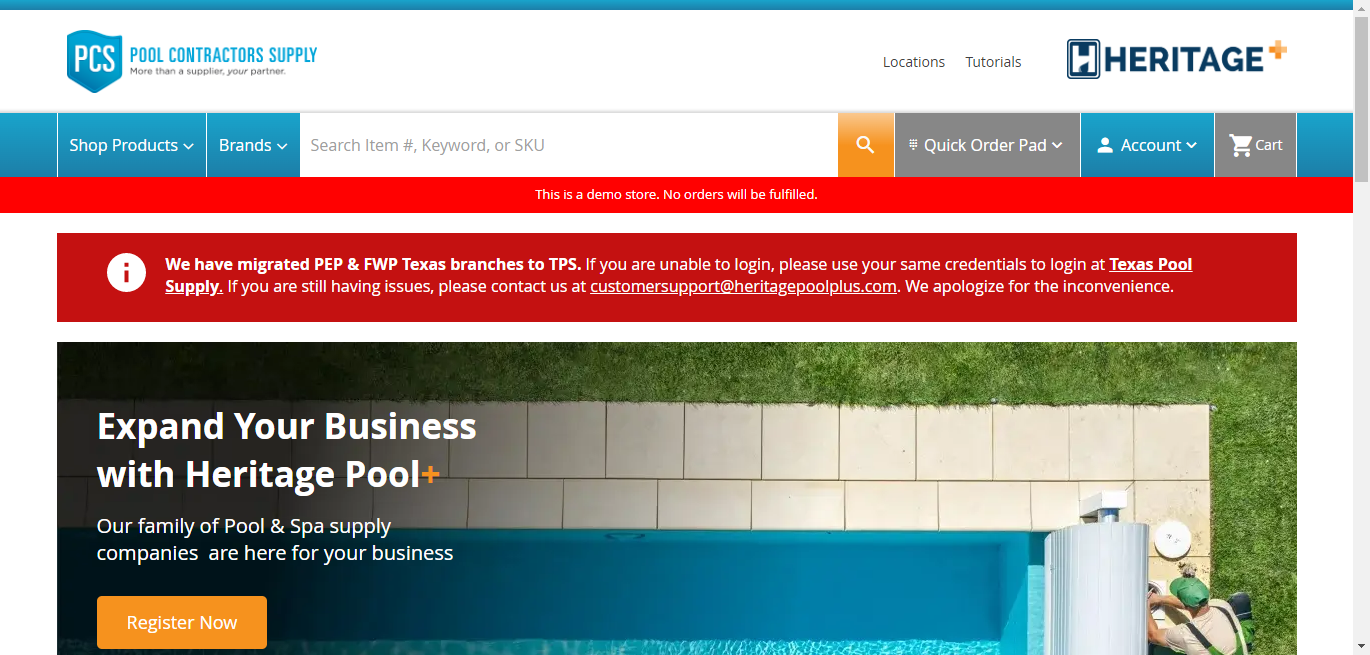 PCS POOL CONTRACTORS SUPPLY
More than a supplier, your partner.
Locations Tutorials
HERITAGE+
Shop Products Brands Search Item #, Keyword, or SKU Quick Order Pad Account Cart
This is a demo store. No orders will be fulfilled.
We have migrated PEP & FWP Texas branches to TPS. If you are unable to login, please use your same credentials to login at Texas Pool
Supply. If you are still having issues, please contact us at customersupport@heritagepoolplus.com. We apologize for the inconvenience.
Expand Your Business
with Heritage Pool+
Our family of Pool & Spa supply
companies are here for your business
Register Now